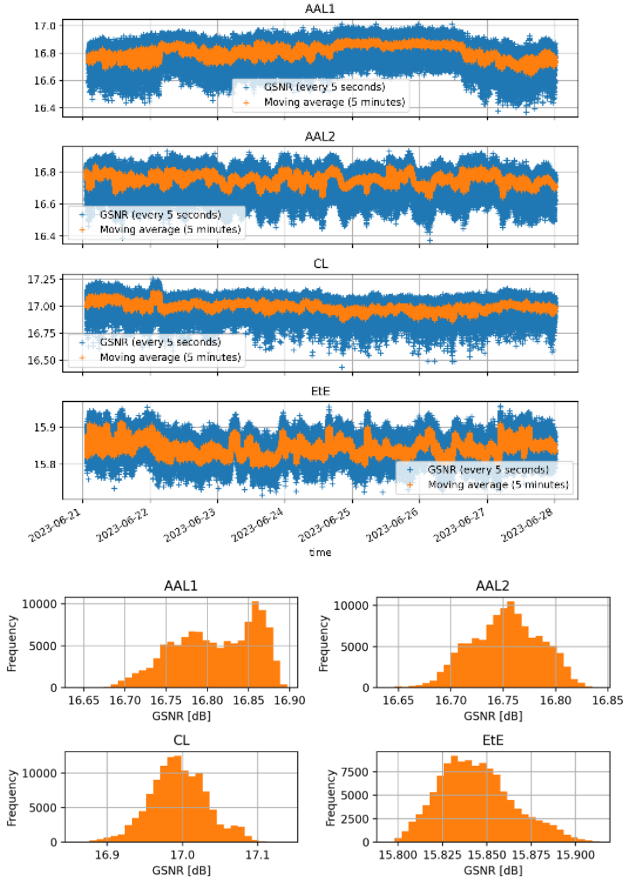 AAL1
17.0
16.8
16.6
16.4
GSNR (every 5 seconds)
Moving average (5 minutes)
AAL2
16.8
16.6
16.4
GSNR (every 5 seconds)
Moving average (5 minutes)
CL
17.25
17.00
16.75
16.50
GSNR (every 5 seconds)
Moving average (5 minutes)
EtE
15.9
15.8
GSNR (every 5 seconds)
Moving average (5 minutes)
2023-06-21 2023-06-22 2023-06-23 2023-06-24 2023-06-25 2023-06-26 2023-06-27 2023-06-28
time
AAL1 AAL2
Frequency
10000
5000
0
16.65 16.70 16.75 16.80 16.85 16.90
GSNR [dB]
Frequency
10000
5000
0
16.65 16.70 16.75 16.80 16.85
GSNR [dB]
CL EtE
Frequency
10000
5000
0
16.9 17.0 17.1
GSNR [dB]
Frequency
7500
5000
2500
0
15.800 15.825 15.850 15.875 15.900
GSNR [dB]